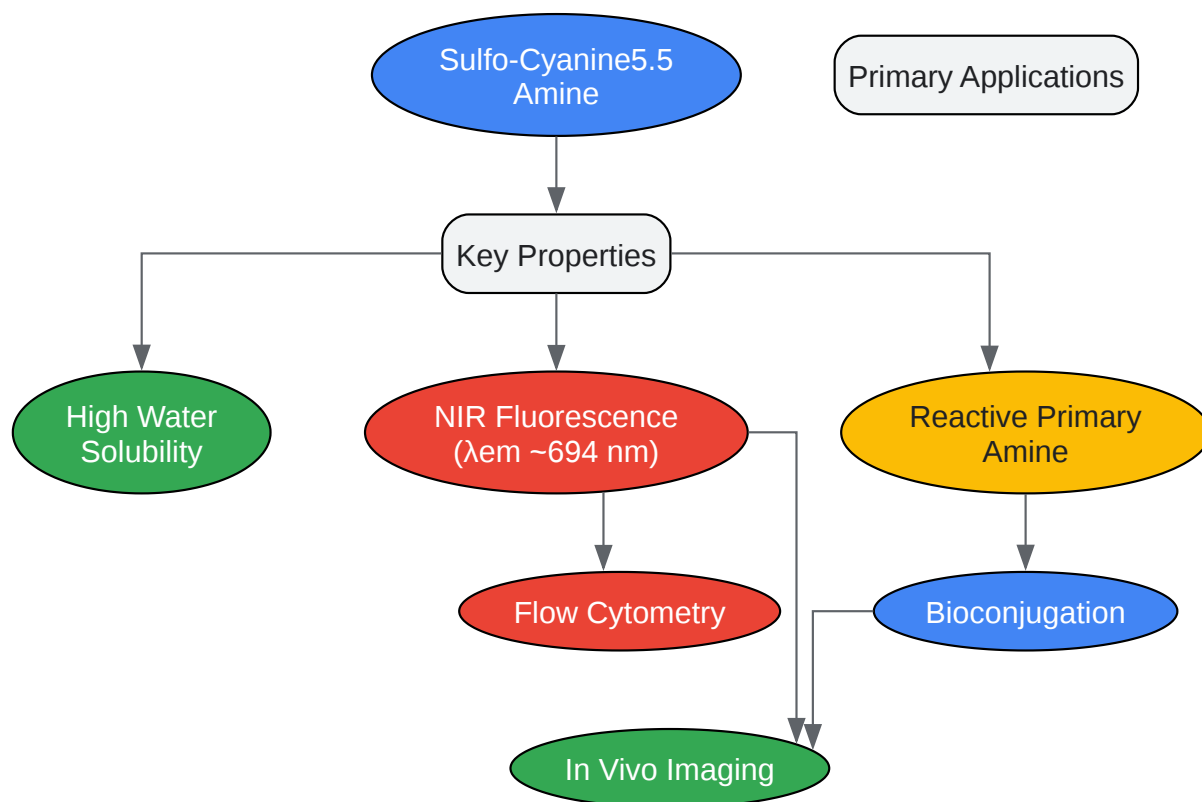 Sulfo-Cyanine5.5
Amine
Primary Applications
Key Properties
High Water
Solubility
NIR Fluorescence
(λem ~694 nm)
Reactive Primary
Amine
Flow Cytometry
Bioconjugation
In Vivo Imaging